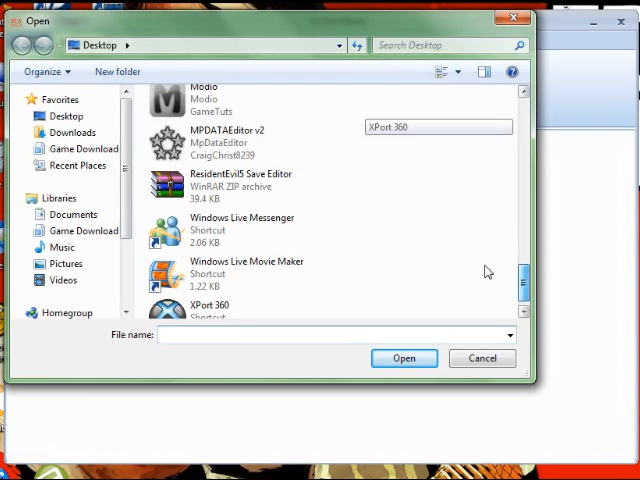 Open
Desktop
Search Desktop
Organize
New folder
Favorites
Desktop
Downloads
Game Download
Recent Places
Libraries
Documents
Game Download
Music
Pictures
Videos
Homegroup
Modio
Modio
GameTuts
MPDATAEditor v2
MpDataEditor
CraigChrist8239
ResidentEvil5 Save Editor
WinRAR ZIP archive
39.4 KB
Windows Live Messenger
Shortcut
2.06 KB
Windows Live Movie Maker
Shortcut
1.22 KB
XPort 360
Shortcut
XPort 360
File name:
Open
Cancel